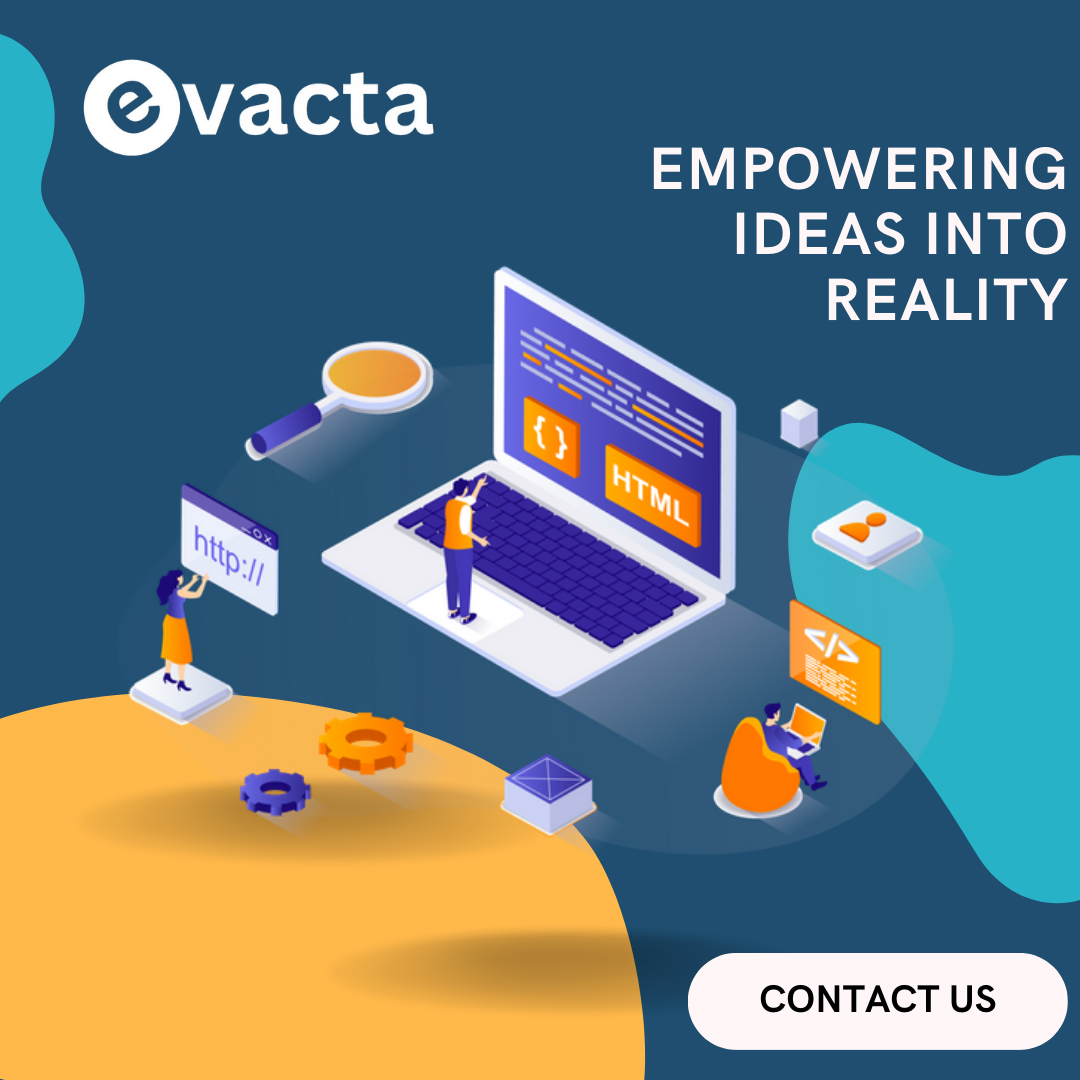 evacta
EMPOWERING
IDEAS INTO
REALITY
{ }
HTML
http://
</>
CONTACT US